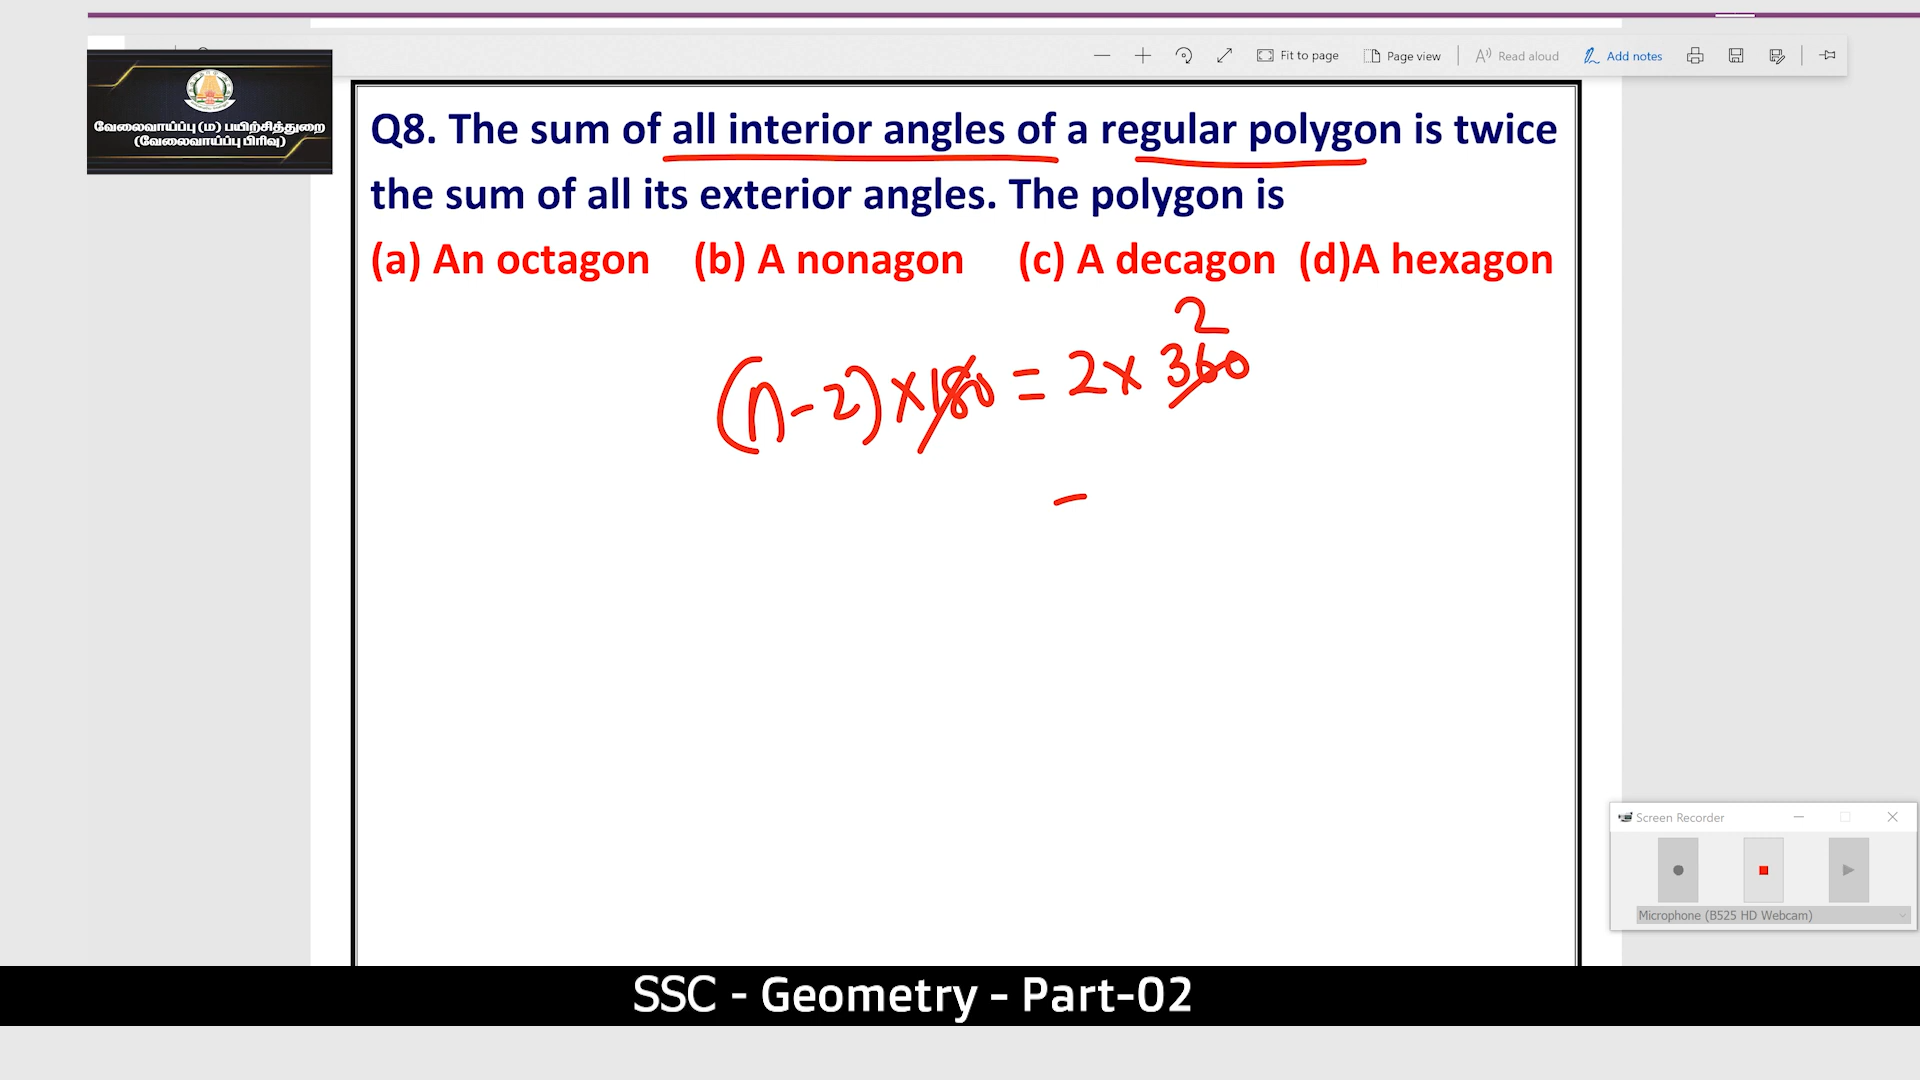 Fit to page
Page view
Read aloud
Add notes
வேலைவாய்ப்பு (ம) பயிற்சித்துறை
(வேலைவாய்ப்பு பிரிவு)
Q8. The sum of all interior angles of a regular polygon is twice
the sum of all its exterior angles. The polygon is
(a) An octagon (b) A nonagon (c) A decagon (d)A hexagon
2
(n-2)×180 = 2× 360
Screen Recorder
Microphone (B525 HD Webcam)
SSC - Geometry - Part-02